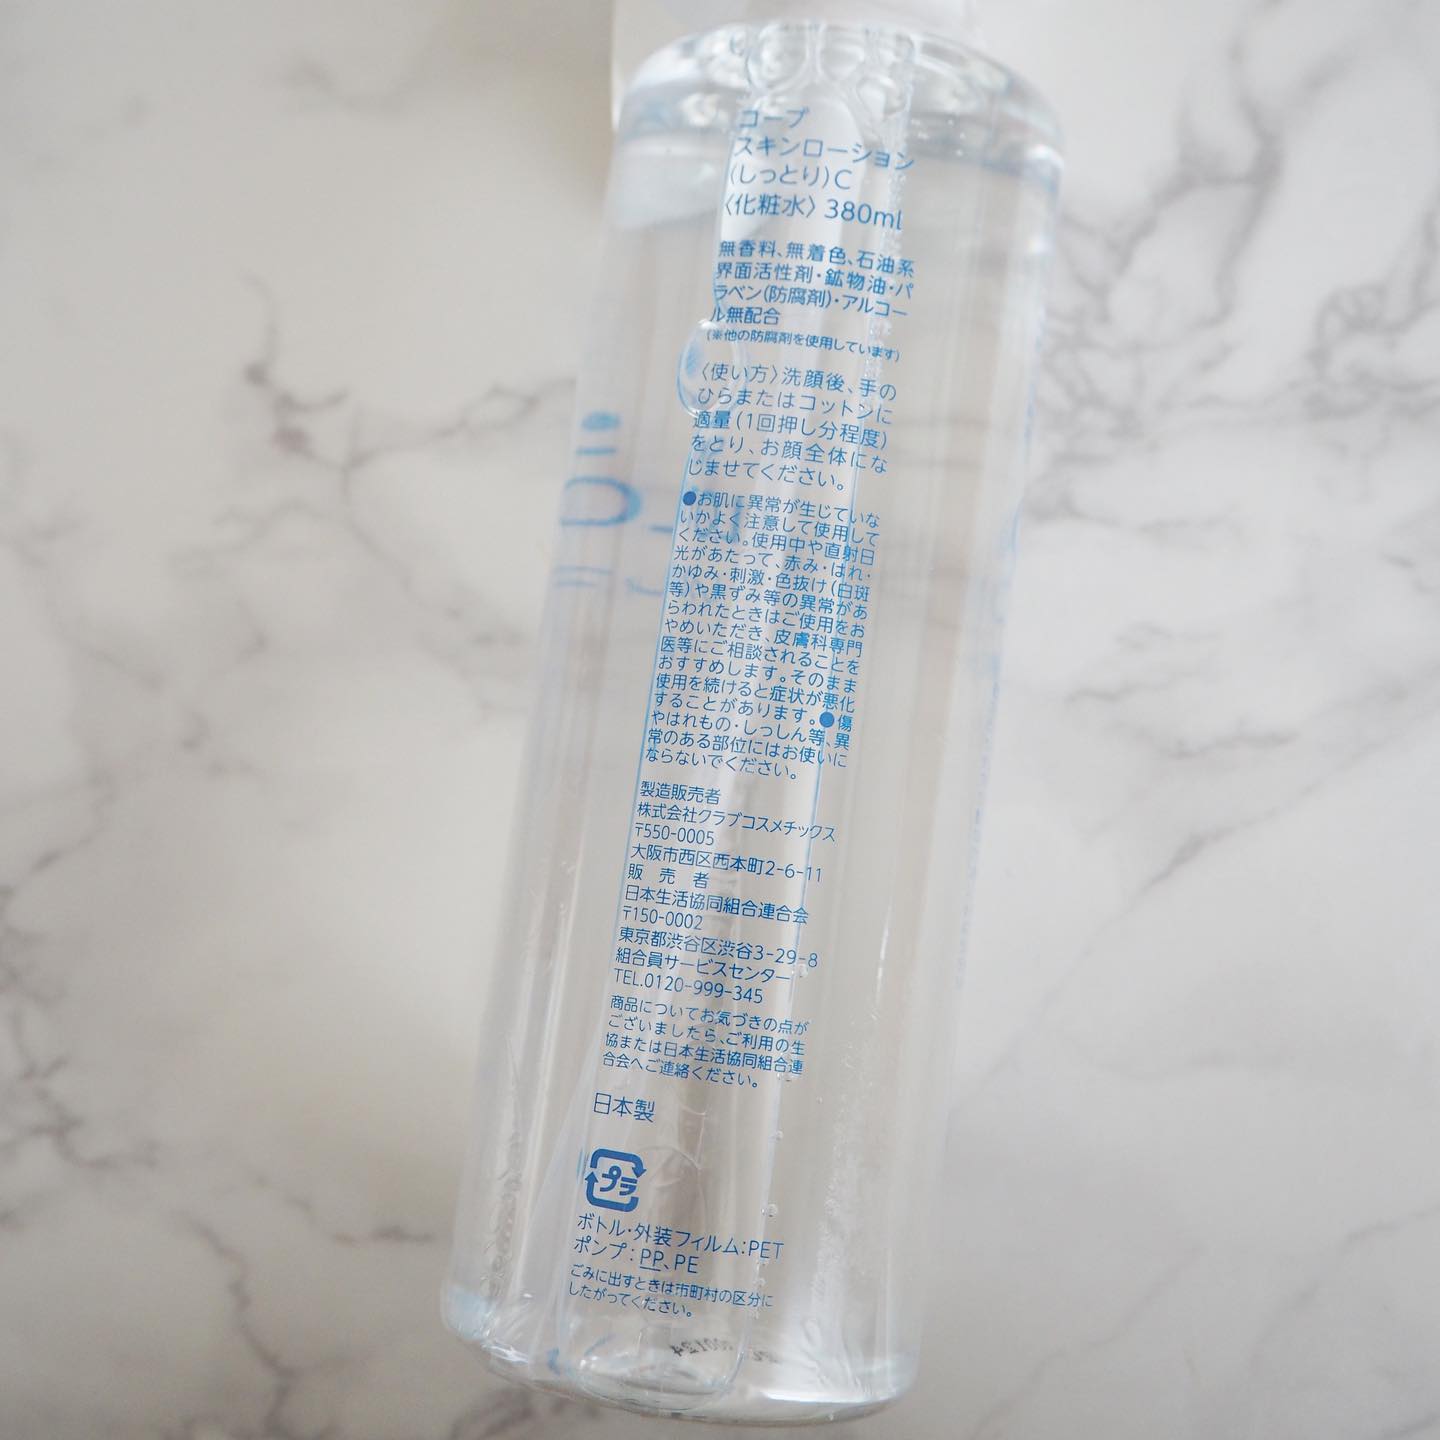 コープ
スキンローション
(しっとり)C
〈化粧水〉380ml
無香料、無着色、石油系
界面活性剤・鉱物油・パ
ラベン(防腐剤)・アルコー
ル無配合
(※他の防腐剤を使用しています)
〈使い方〉洗顔後、手の
ひらまたはコットンに
適量(1回押し分程度)
をとり、お顔全体にな
じませてください。
●お肌に異常が生じていな
いかよく注意して使用して
ください。使用中や直射日
光があたって、赤み・はれ・
かゆみ・刺激・色抜け(白斑
等)や黒ずみ等の異常があ
らわれたときはご使用をお
やめいただき、皮膚科専門
医等にご相談されることを
おすすめします。そのまま
使用を続けると症状が悪化
することがあります。●傷
やはれもの・しっしん等、異
常のある部位にはお使いに
ならないでください。
製造販売者
株式会社クラブコスメチックス
〒550-0005
大阪市西区西本町2-6-11
販売者
日本生活協同組合連合会
〒150-0002
東京都渋谷区渋谷3-29-8
組合員サービスセンター
TEL.0120-999-345
商品についてお気づきの点が
ございましたら、ご利用の生
協または日本生活協同組合連
合会へご連絡ください。
日本製
プラ
ボトル・外装フィルム:PET
ポンプ:PP、PE
ごみに出すときは市町村の区分に
したがってください。